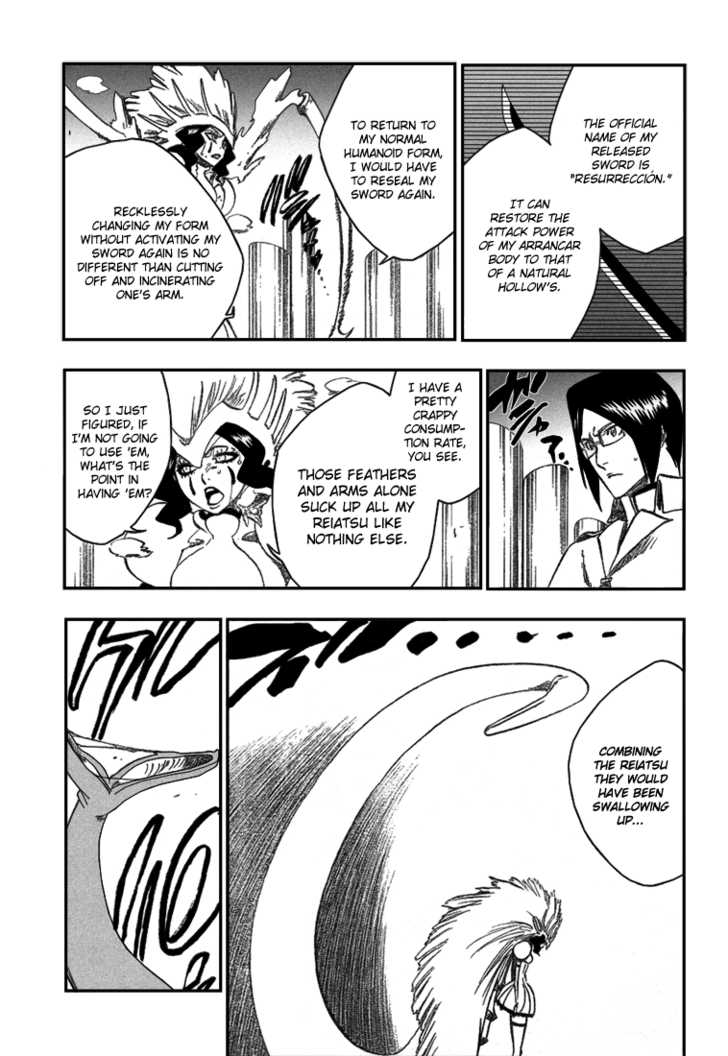 THE OFFICIAL
NAME OF MY
RELEASED
SWORD IS
"RESURRECCIÓN."
IT CAN
RESTORE THE
ATTACK POWER
OF MY ARRANCAR
BODY TO THAT
OF A NATURAL
HOLLOW'S.
TO RETURN TO
MY NORMAL
HUMANOID FORM,
I WOULD HAVE
TO RESEAL MY
SWORD AGAIN.
RECKLESSLY
CHANGING MY FORM
WITHOUT ACTIVATING MY
SWORD AGAIN IS NO
DIFFERENT THAN CUTTING
OFF AND INCINERATING
ONE'S ARM.
I HAVE A
PRETTY
CRAPPY
CONSUMP-
TION RATE,
YOU SEE.
THOSE FEATHERS
AND ARMS ALONE
SUCK UP ALL MY
REIATSU LIKE
NOTHING ELSE.
SO I JUST
FIGURED, IF
I'M NOT GOING
TO USE 'EM,
WHAT'S THE
POINT IN
HAVING 'EM?
COMBINING
THE REIATSU
THEY WOULD
HAVE BEEN
SWALLOWING
UP...